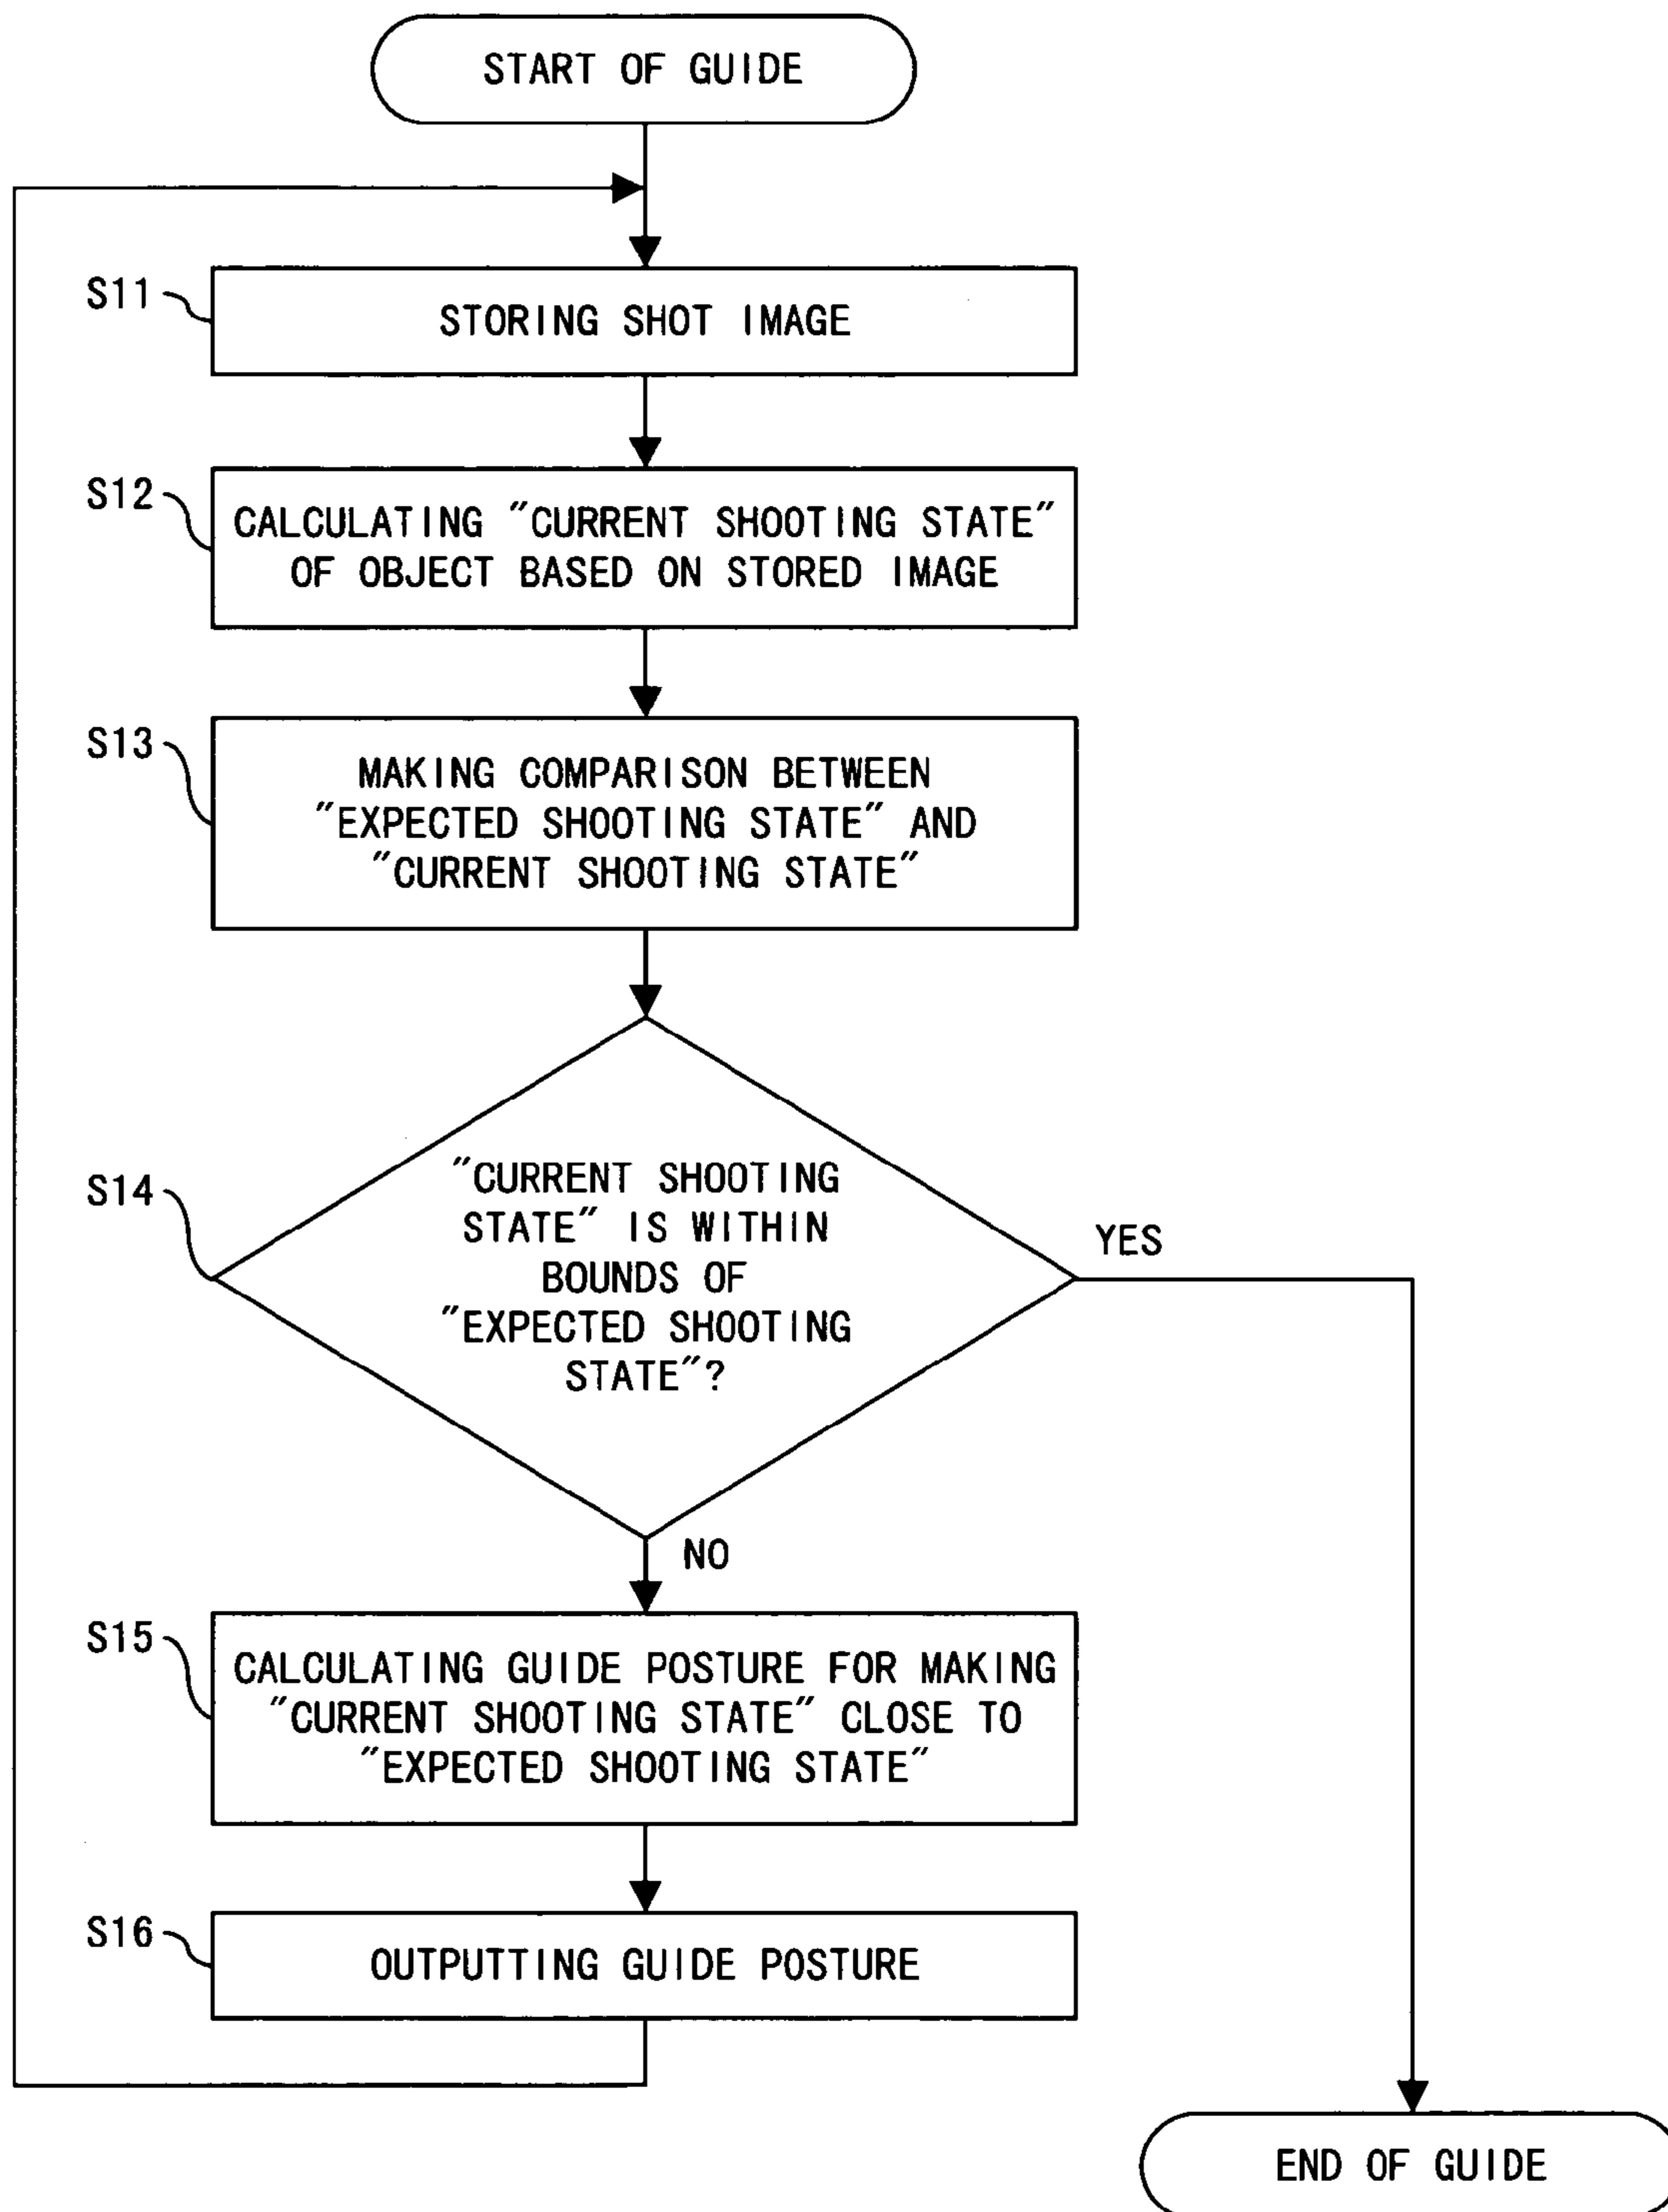 START OF GUIDE
S11
STORING SHOT IMAGE
S12
CALCULATING "CURRENT SHOOTING STATE"
OF OBJECT BASED ON STORED IMAGE
S13
MAKING COMPARISON BETWEEN
"EXPECTED SHOOTING STATE" AND
"CURRENT SHOOTING STATE"
S14
"CURRENT SHOOTING
STATE" IS WITHIN
BOUNDS OF
"EXPECTED SHOOTING
STATE"?
YES
NO
S15
CALCULATING GUIDE POSTURE FOR MAKING
"CURRENT SHOOTING STATE" CLOSE TO
"EXPECTED SHOOTING STATE"
S16
OUTPUTTING GUIDE POSTURE
END OF GUIDE